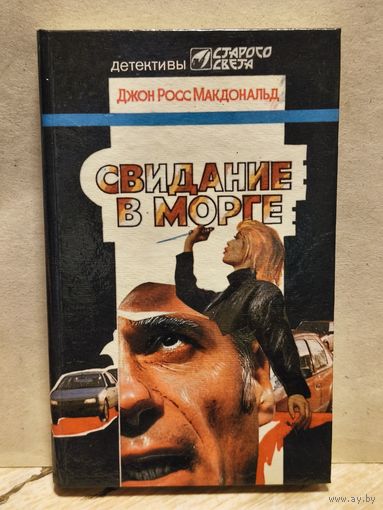 детективы
СТАРОГО
СВЕТА
ДЖОН РОСС МАКДОНАЛЬД
СВИДАНИЕ
В МОРГЕ
www.ay.by